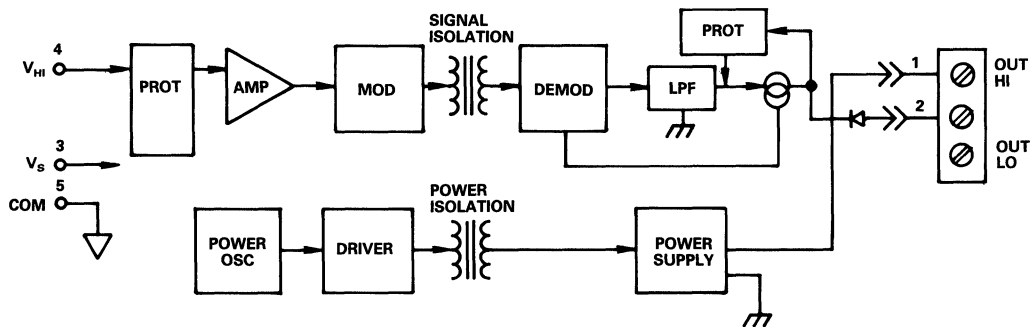 SIGNAL
ISOLATION
PROT
4
V_HI
PROT
AMP
MOD
DEMOD
LPF
1
OUT
HI
2
3
V_S
OUT
LO
5
COM
POWER
ISOLATION
POWER
OSC
DRIVER
POWER
SUPPLY